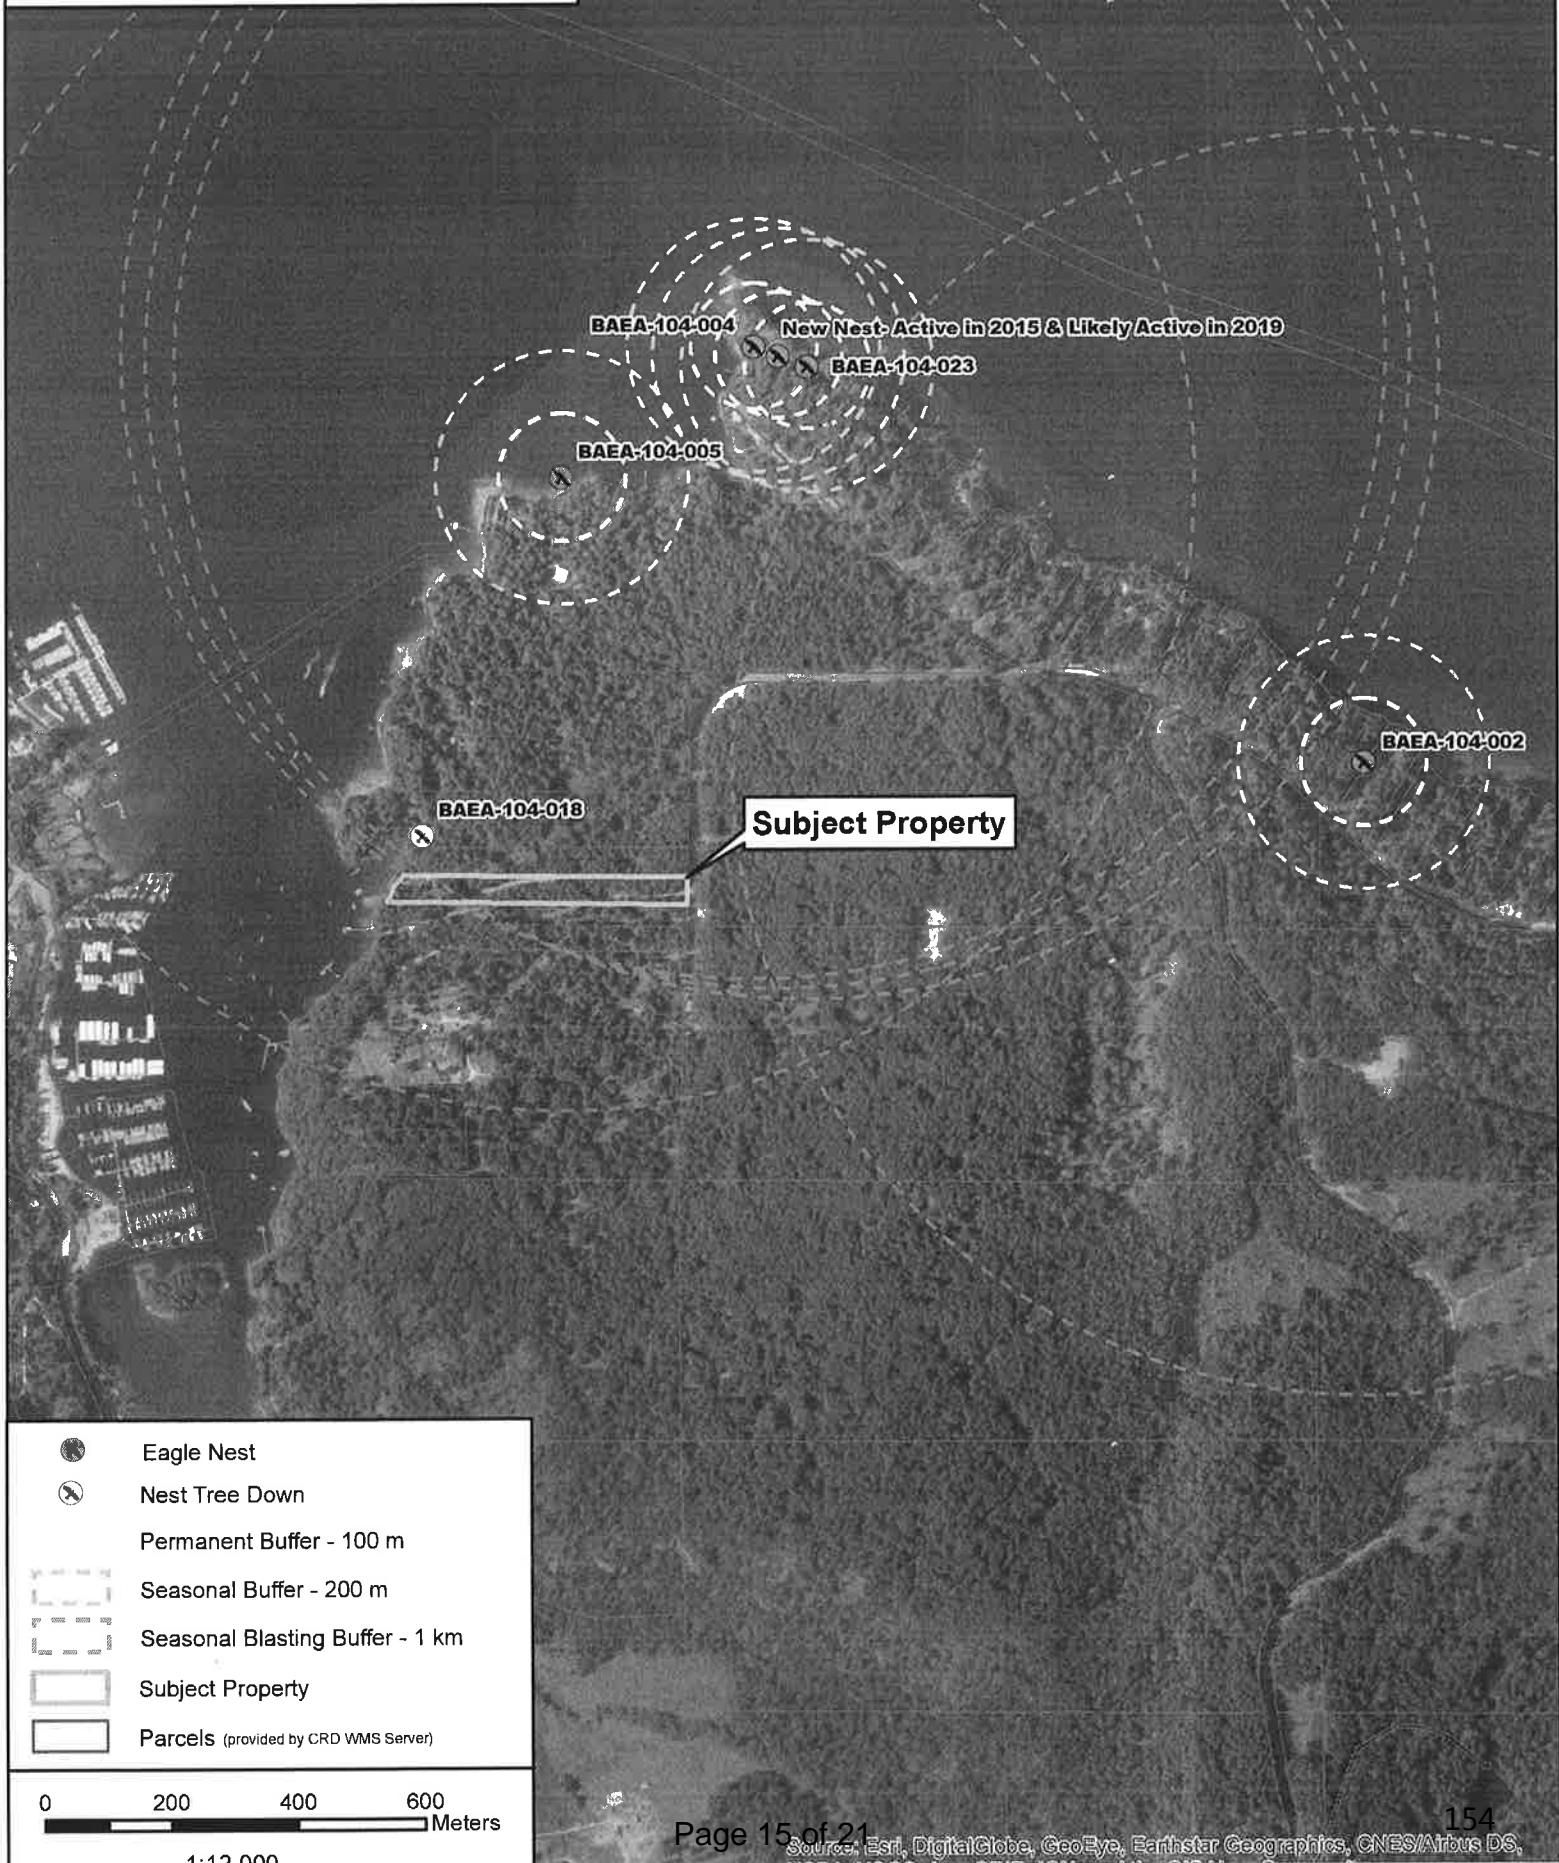 BAEA-104-004
New Nest- Active in 2015 & Likely Active in 2019
BAEA-104-023
BAEA-104-005
BAEA-104-002
BAEA-104-018
Subject Property
Eagle Nest
Nest Tree Down
Permanent Buffer - 100 m
Seasonal Buffer - 200 m
Seasonal Blasting Buffer - 1 km
Subject Property
Parcels (provided by CRD WMS Server)
0 200 400 600
Meters
1:12,000
Page 15 of 21
154
Source: Esri, DigitalGlobe, GeoEye, Earthstar Geographics, CNES/Airbus DS,